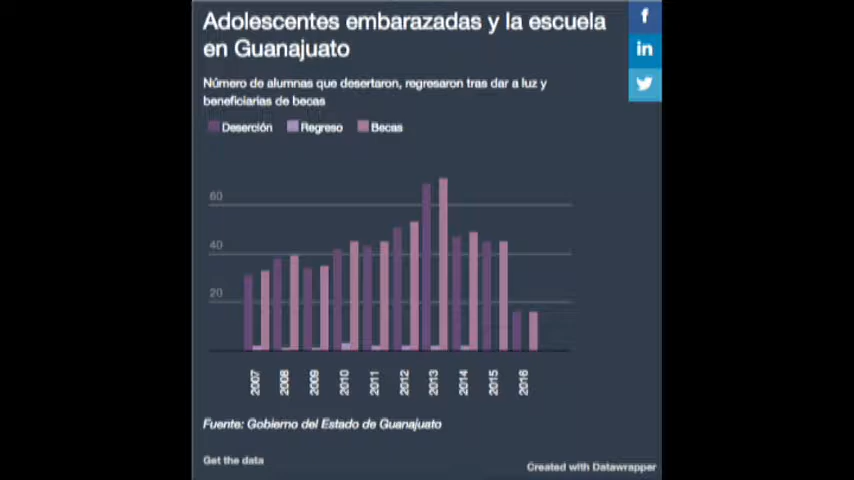 Adolescentes embarazadas y la escuela
en Guanajuato
Número de alumnas que desertaron, regresaron tras dar a luz y
beneficiarias de becas
Deserción Regreso Becas
60
40
20
2007 2008 2009 2010 2011 2012 2013 2014 2015 2016
Fuente: Gobierno del Estado de Guanajuato
Get the data
Created with Datawrapper
f
in